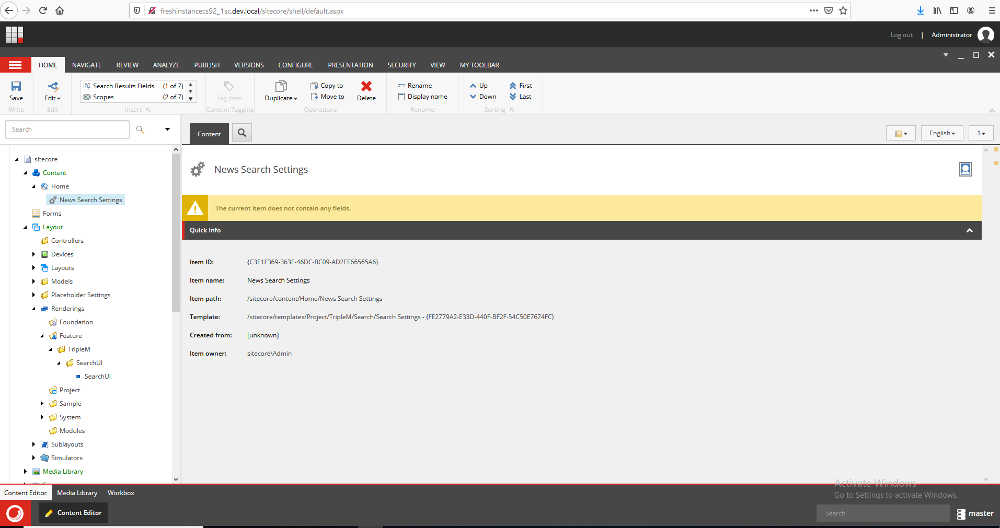 freshinstancecs92_1sc.dev.local/sitecore/shell/default.aspx
Log out | Administrator
HOME NAVIGATE REVIEW ANALYZE PUBLISH VERSIONS CONFIGURE PRESENTATION SECURITY VIEW MY TOOLBAR
Search Results Fields (1 of 7) Copy to Rename Up First
Scopes (2 of 7) Move to Display name Down Last
Save Edit Tag item Duplicate Delete
Write Edit Insert Content Tagging Operations Rename Sorting
Search
Content English 1
sitecore
Content
Home
News Search Settings
Forms
Layout
Controllers
Devices
Layouts
Models
Placeholder Settings
Renderings
Foundation
Feature
TripleM
SearchUI
SearchUI
Project
Sample
System
Modules
Sublayouts
Simulators
Media Library
News Search Settings
The current item does not contain any fields.
Quick Info
Item ID: {C3E1F369-363E-46DC-BC09-AD2EF66565A6}
Item name: News Search Settings
Item path: /sitecore/content/Home/News Search Settings
Template: /sitecore/templates/Project/TripleM/Search/Search Settings - {FE2779A2-E33D-440F-BF2F-54C50E7674FC}
Created from: [unknown]
Item owner: sitecore\Admin
Activate Windows
Go to Settings to activate Windows.
Content Editor Media Library Workbox
Content Editor Search master